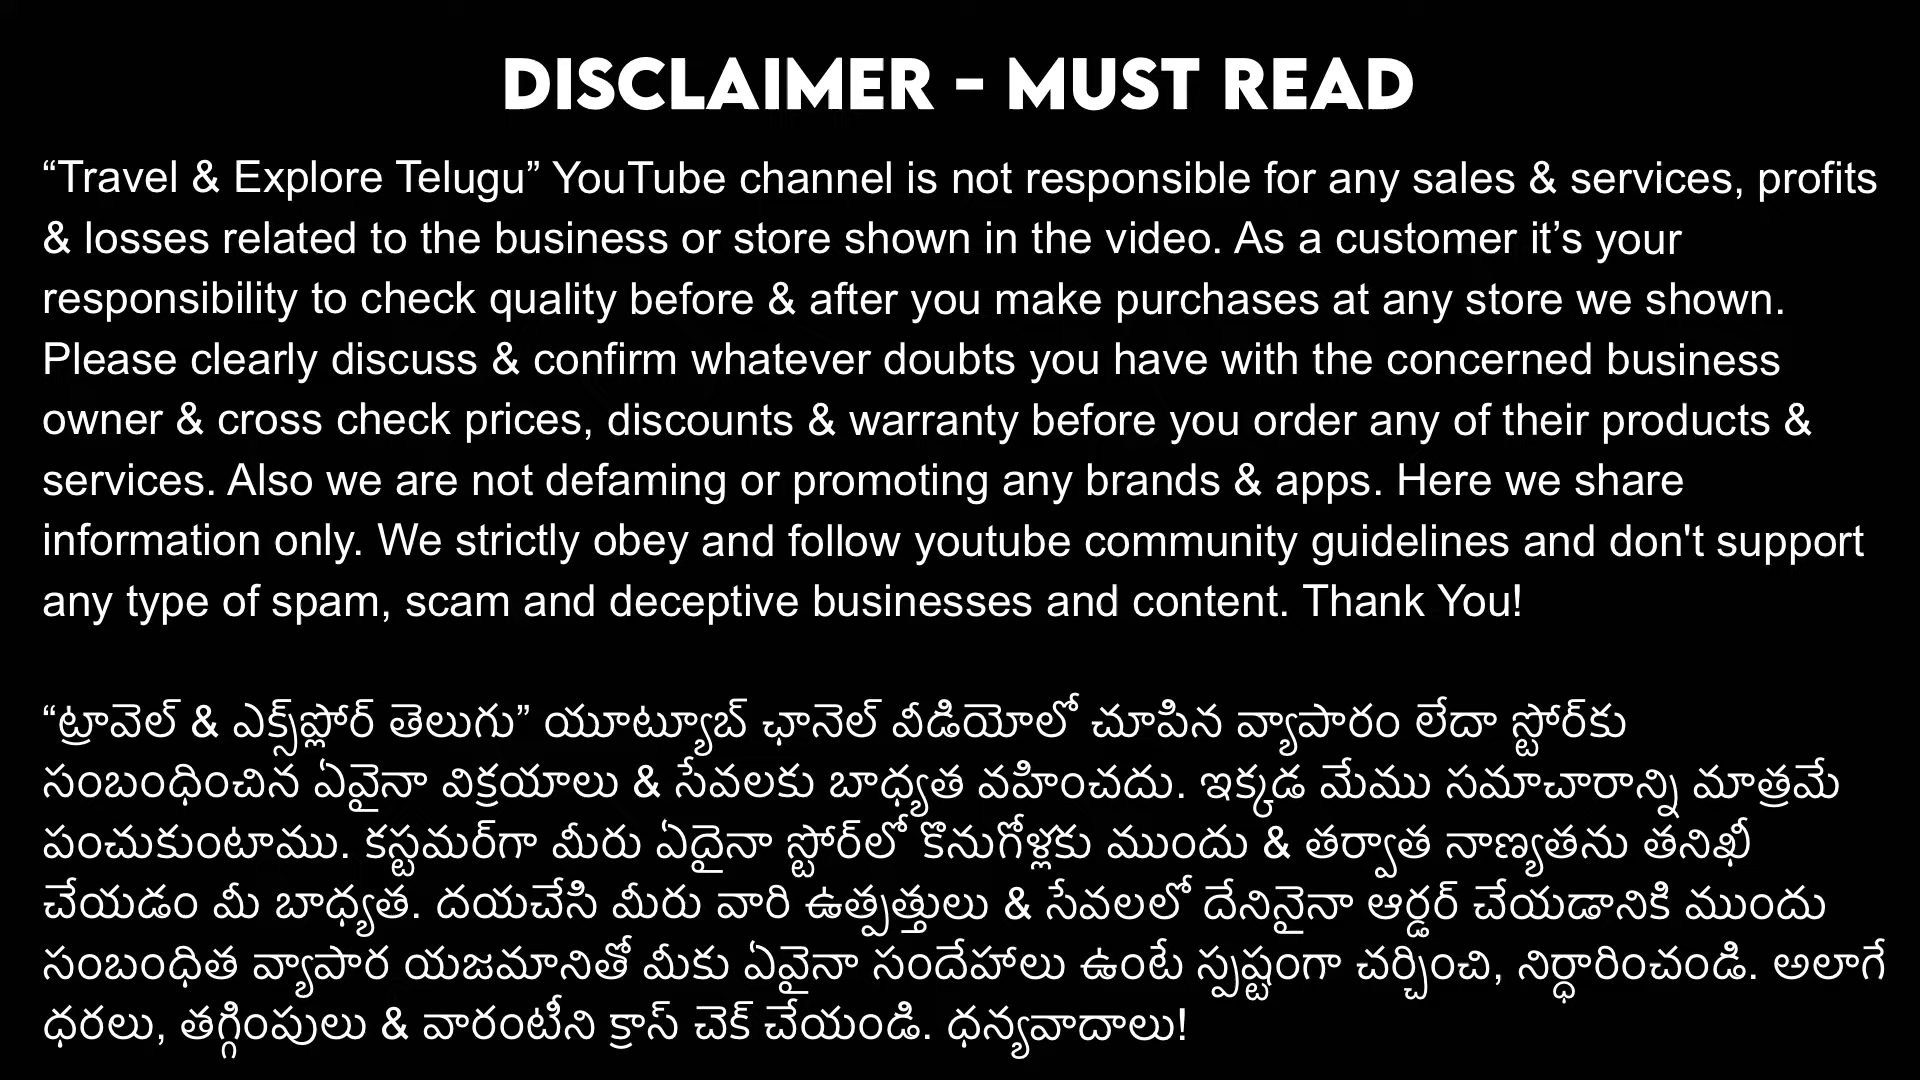 DISCLAIMER - MUST READ
“Travel & Explore Telugu” YouTube channel is not responsible for any sales & services, profits
& losses related to the business or store shown in the video. As a customer it’s your
responsibility to check quality before & after you make purchases at any store we shown.
Please clearly discuss & confirm whatever doubts you have with the concerned business
owner & cross check prices, discounts & warranty before you order any of their products &
services. Also we are not defaming or promoting any brands & apps. Here we share
information only. We strictly obey and follow youtube community guidelines and don't support
any type of spam, scam and deceptive businesses and content. Thank You!
“ట్రావెల్ & ఎక్స్‌ప్లోర్ తెలుగు” యూట్యూబ్ ఛానెల్ వీడియోలో చూపిన వ్యాపారం లేదా స్టోర్‌కు
సంబంధించిన ఏవైనా విక్రయాలు & సేవలకు బాధ్యత వహించదు. ఇక్కడ మేము సమాచారాన్ని మాత్రమే
పంచుకుంటాము. కస్టమర్‌గా మీరు ఏదైనా స్టోర్‌లో కొనుగోళ్లకు ముందు & తర్వాత నాణ్యతను తనిఖీ
చేయడం మీ బాధ్యత. దయచేసి మీరు వారి ఉత్పత్తులు & సేవలలో దేనినైనా ఆర్డర్ చేయడానికి ముందు
సంబంధిత వ్యాపార యజమానితో మీకు ఏవైనా సందేహాలు ఉంటే స్పష్టంగా చర్చించి, నిర్ధారించండి. అలాగే
ధరలు, తగ్గింపులు & వారంటీని క్రాస్ చెక్ చేయండి. ధన్యవాదాలు!